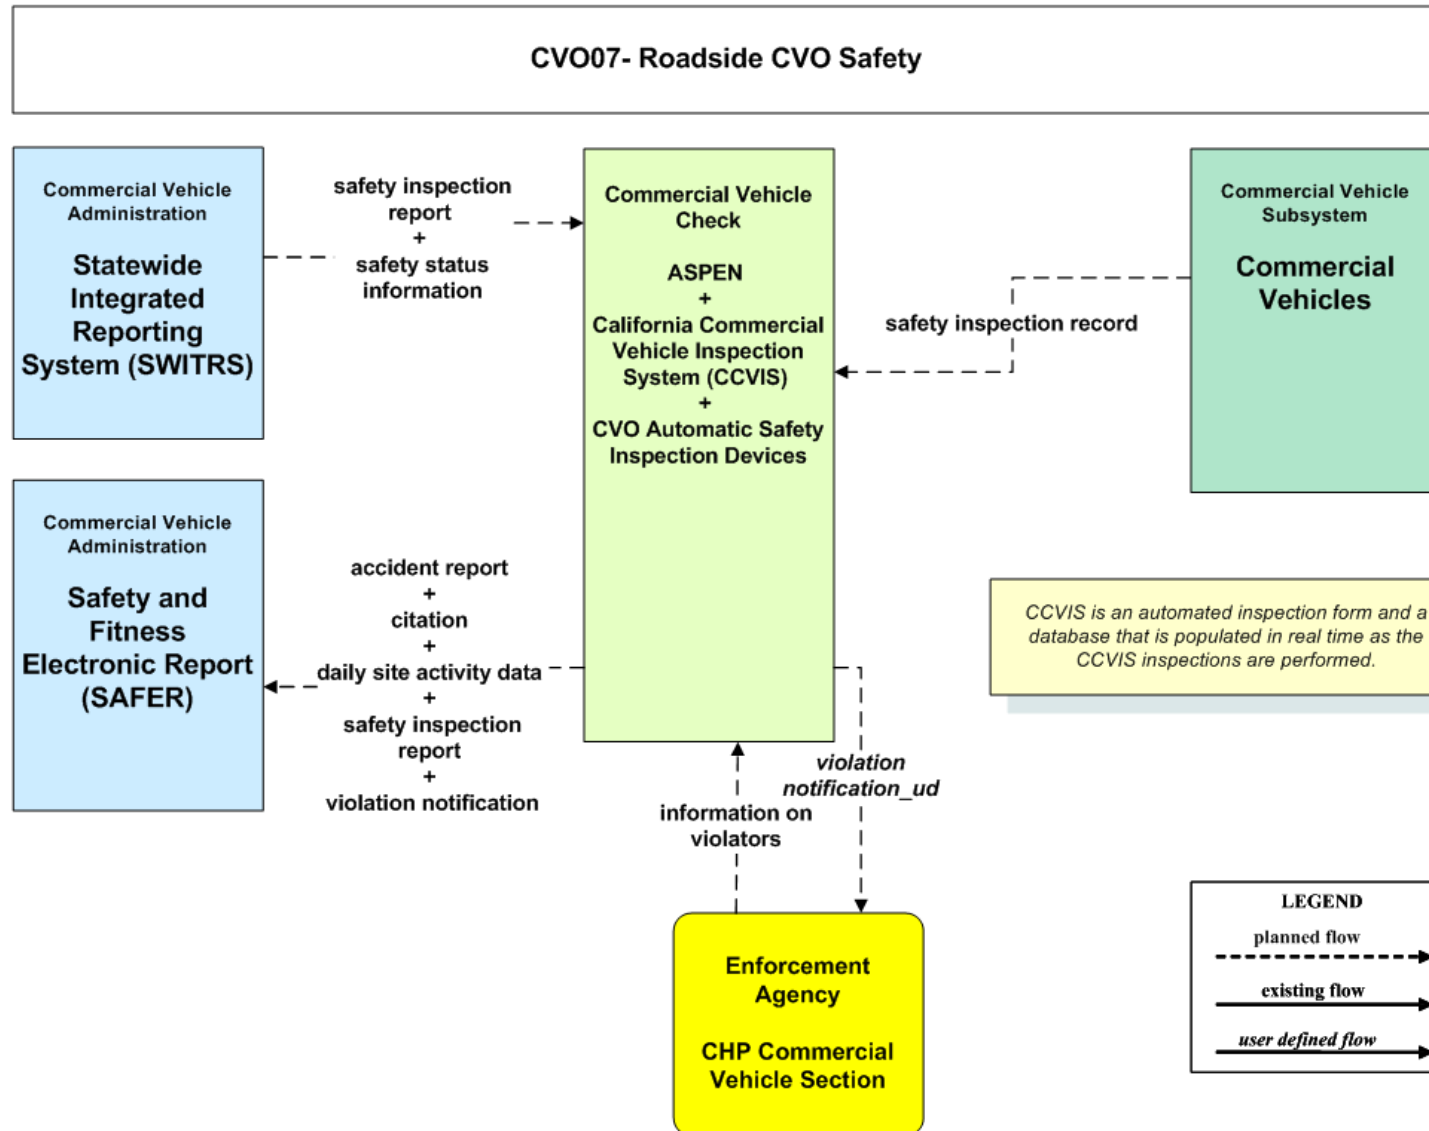 CVO07- Roadside CVO Safety
Commercial Vehicle
Administration
Statewide
Integrated
Reporting
System (SWITRS)
safety inspection
report
+
safety status
information
Commercial Vehicle
Check
ASPEN
+
California Commercial
Vehicle Inspection
System (CCVIS)
+
CVO Automatic Safety
Inspection Devices
safety inspection record
Commercial Vehicle
Subsystem
Commercial
Vehicles
Commercial Vehicle
Administration
Safety and
Fitness
Electronic Report
(SAFER)
accident report
+
citation
+
daily site activity data
+
safety inspection
report
+
violation notification
CCVIS is an automated inspection form and a
database that is populated in real time as the
CCVIS inspections are performed.
violation
notification_ud
information on
violators
Enforcement
Agency
CHP Commercial
Vehicle Section
LEGEND
planned flow
existing flow
user defined flow